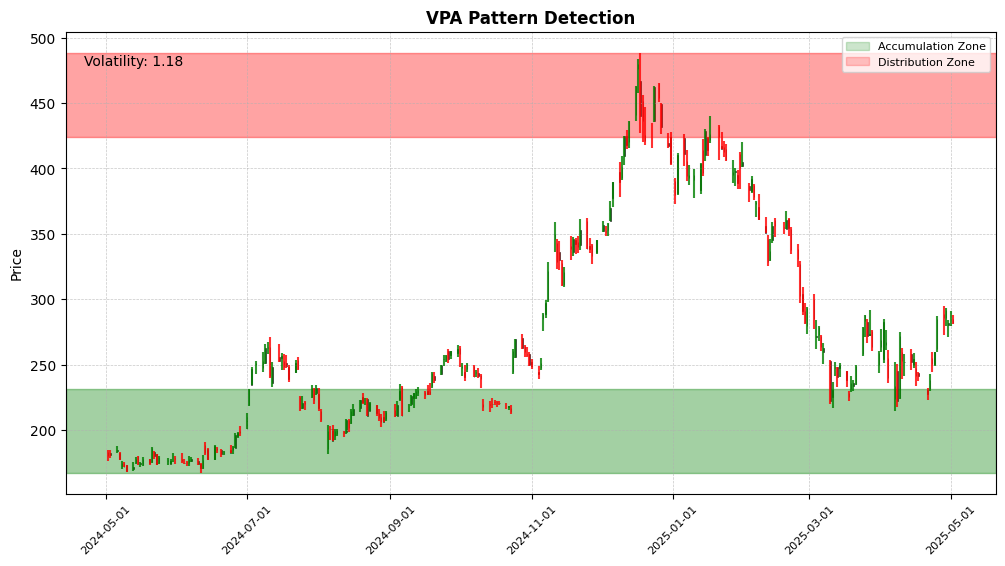 VPA Pattern Detection
Volatility: 1.18
Accumulation Zone
Distribution Zone
Price
500
450
400
350
300
250
200
2024-05-01
2024-07-01
2024-09-01
2024-11-01
2025-01-01
2025-03-01
2025-05-01